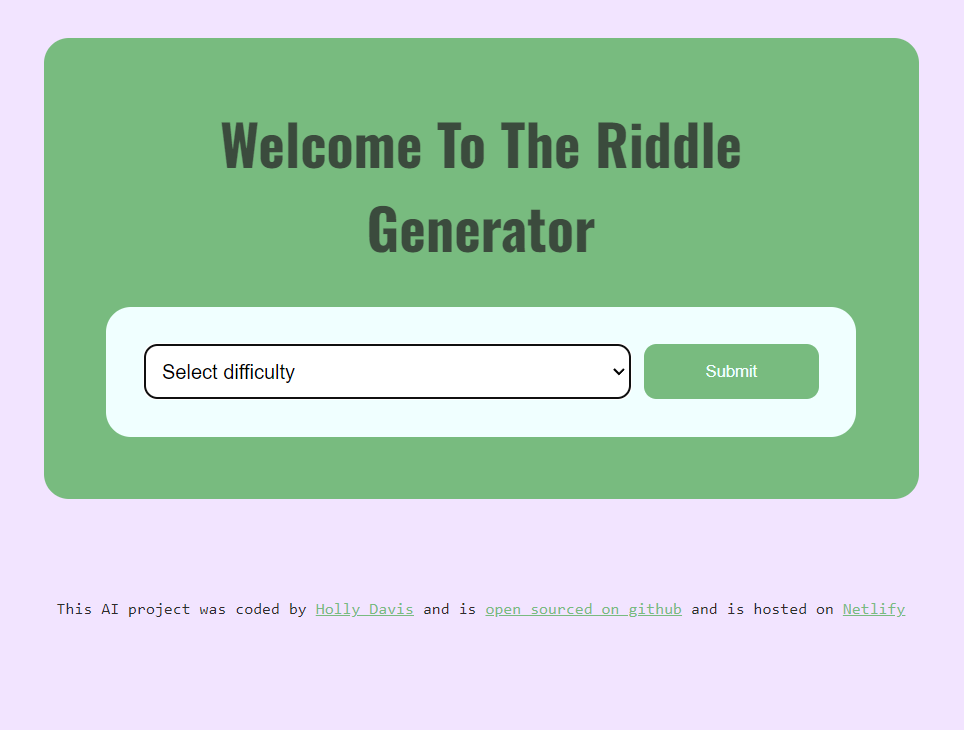 Welcome To The Riddle
Generator
Select difficulty
Submit
This AI project was coded by Holly Davis and is open sourced on github and is hosted on Netlify